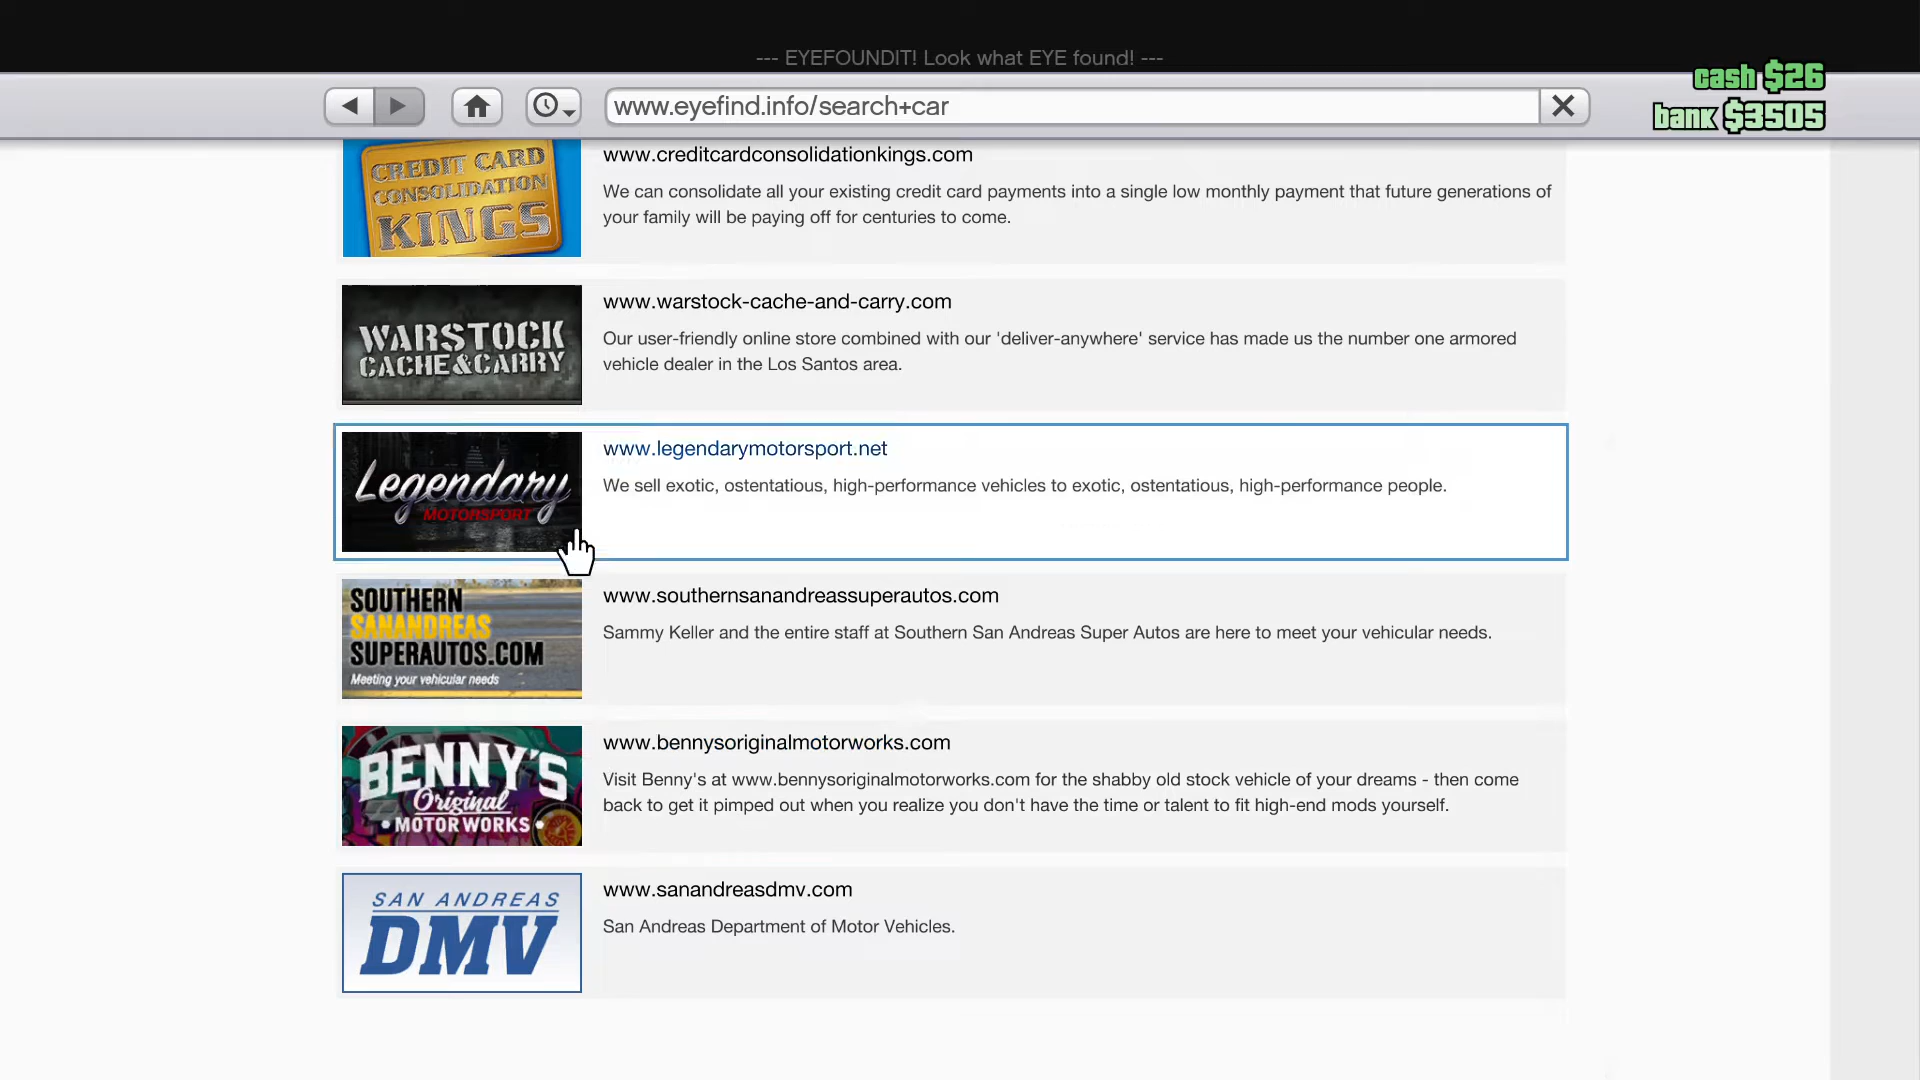 --- EYEFOUNDIT! Look what EYE found! ---
cash $26
www.eyefind.info/search+car
bank $3505
CREDIT CARD
CONSOLIDATION
KINGS
www.creditcardconsolidationkings.com
We can consolidate all your existing credit card payments into a single low monthly payment that future generations of
your family will be paying off for centuries to come.
WARSTOCK
CACHE&CARRY
www.warstock-cache-and-carry.com
Our user-friendly online store combined with our 'deliver-anywhere' service has made us the number one armored
vehicle dealer in the Los Santos area.
Legendary
MOTORSPORT
www.legendarymotorsport.net
We sell exotic, ostentatious, high-performance vehicles to exotic, ostentatious, high-performance people.
SOUTHERN
SANANDREAS
SUPERAUTOS.COM
Meeting your vehicular needs
www.southernsanandreassuperautos.com
Sammy Keller and the entire staff at Southern San Andreas Super Autos are here to meet your vehicular needs.
BENNY'S
Original
MOTOR WORKS
www.bennysoriginalmotorworks.com
Visit Benny's at www.bennysoriginalmotorworks.com for the shabby old stock vehicle of your dreams - then come
back to get it pimped out when you realize you don't have the time or talent to fit high-end mods yourself.
SAN ANDREAS
DMV
www.sanandreasdmv.com
San Andreas Department of Motor Vehicles.